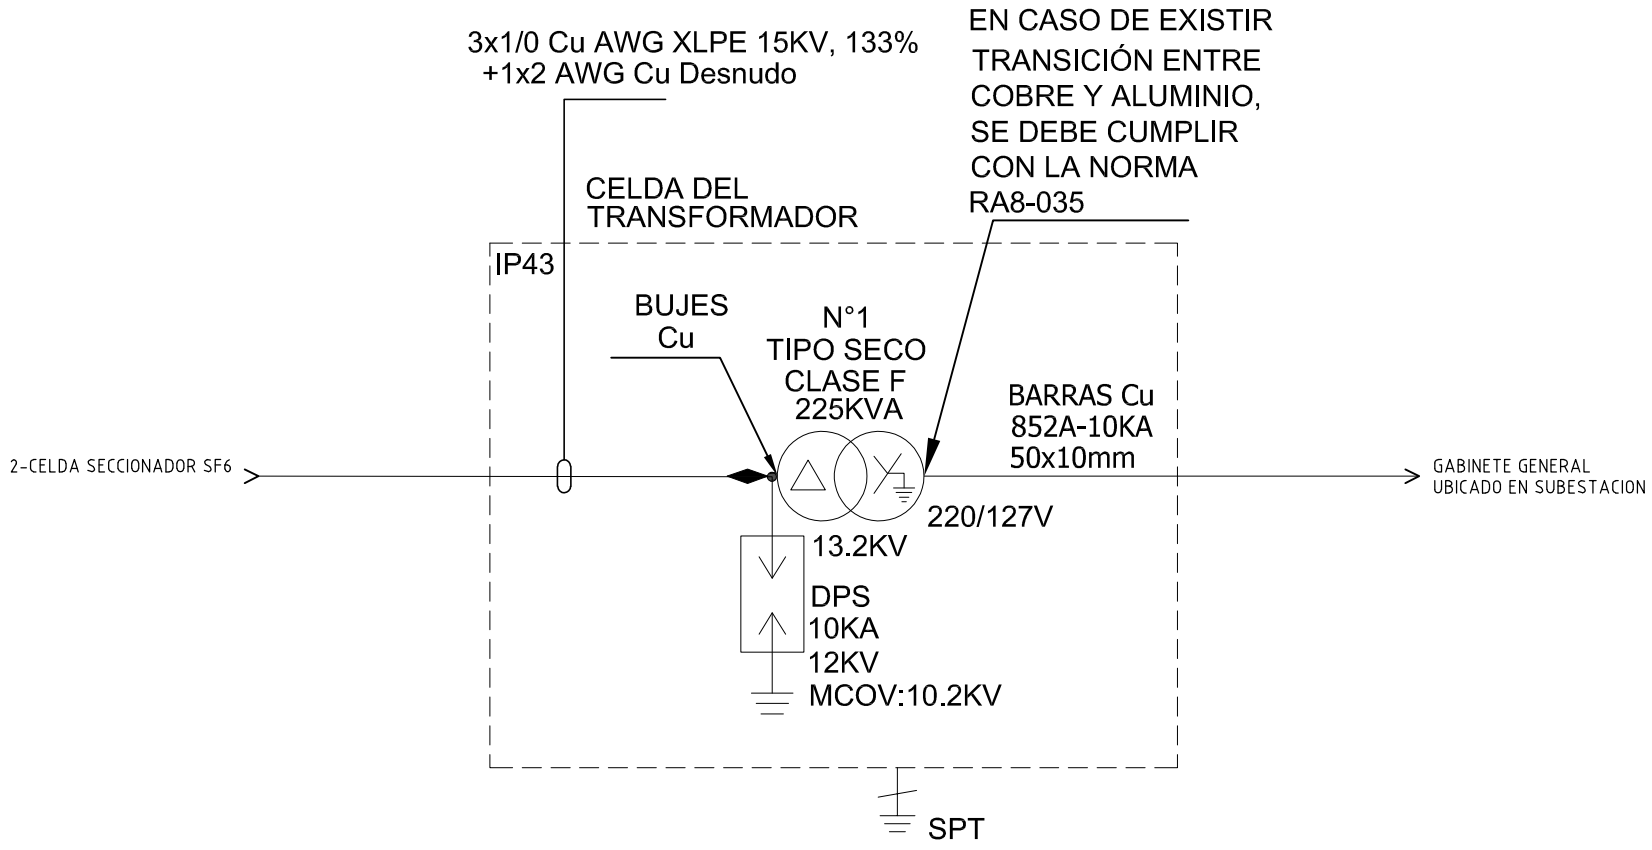 3x1/0 Cu AWG XLPE 15KV, 133%
+1x2 AWG Cu Desnudo
EN CASO DE EXISTIR
TRANSICIÓN ENTRE
COBRE Y ALUMINIO,
SE DEBE CUMPLIR
CON LA NORMA
RA8-035
CELDA DEL
TRANSFORMADOR
IP43
BUJES
Cu
N°1
TIPO SECO
CLASE F
225KVA
BARRAS Cu
852A-10KA
50x10mm
2-CELDA SECCIONADOR SF6
GABINETE GENERAL
UBICADO EN SUBESTACION
220/127V
13.2KV
DPS
10KA
12KV
MCOV:10.2KV
SPT